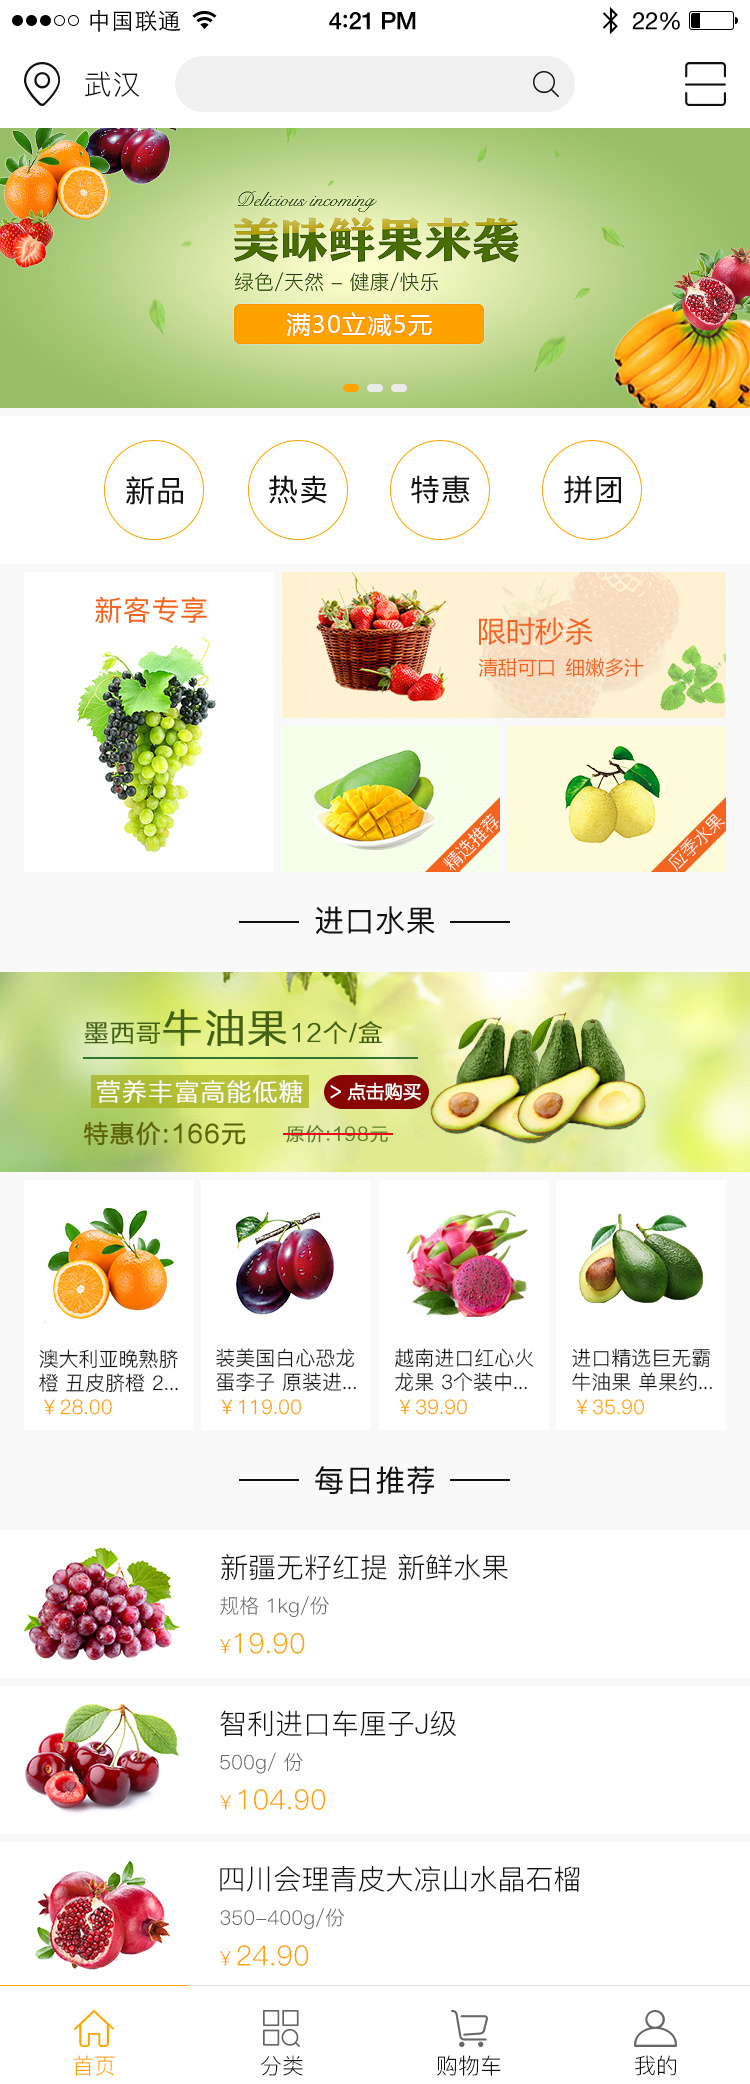 中国联通 4:21 PM 22%
武汉
Delicious incoming
美味鲜果来袭
绿色/天然 – 健康/快乐
满30立减5元
新品 热卖 特惠 拼团
新客专享
限时秒杀
清甜可口 细嫩多汁
精选推荐
应季水果
进口水果
墨西哥牛油果12个/盒
营养丰富高能低糖 > 点击购买
特惠价:166元 原价:198元
澳大利亚晚熟脐
橙 丑皮脐橙 2...
¥28.00
装美国白心恐龙
蛋李子 原装进...
¥119.00
越南进口红心火
龙果 3个装中...
¥39.90
进口精选巨无霸
牛油果 单果约...
¥35.90
每日推荐
新疆无籽红提 新鲜水果
规格 1kg/份
¥19.90
智利进口车厘子J级
500g/ 份
¥104.90
四川会理青皮大凉山水晶石榴
350-400g/份
¥24.90
首页 分类 购物车 我的